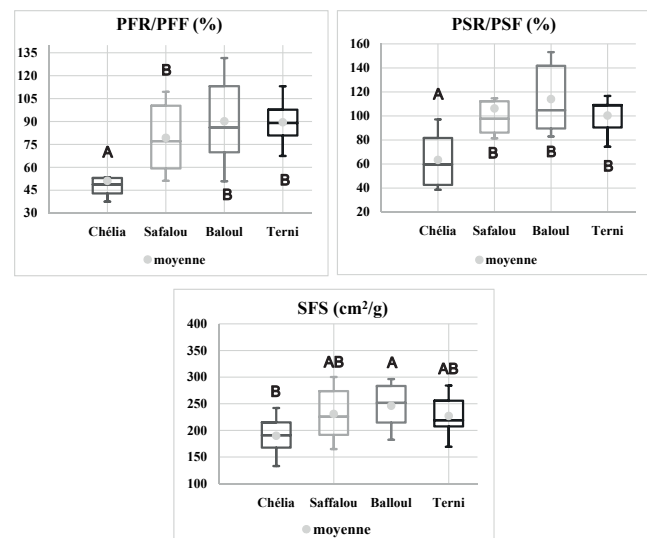 PFR/PFF (%)
135
120
105
90
75
60
45
30
A
B
B
B
Chélia Safalou Baloul Terni
moyenne
PSR/PSF (%)
160
140
120
100
80
60
40
20
A
B
B
B
Chélia Safalou Baloul Terni
moyenne
SFS (cm²/g)
400
350
300
250
200
150
100
B
AB
A
AB
Chélia Saffalou Balloul Terni
moyenne